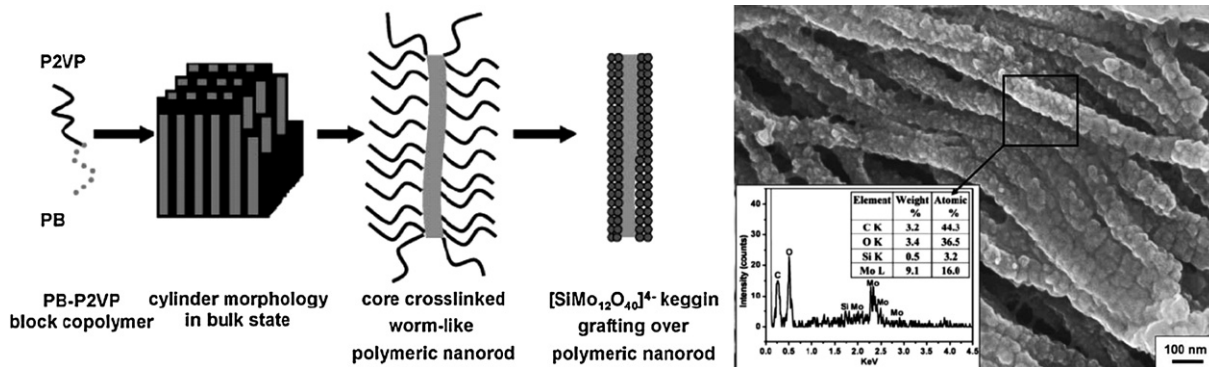 P2VP
PB
PB-P2VP
block copolymer
cylinder morphology
in bulk state
core crosslinked
worm-like
polymeric nanorod
[SiMo₁₂O₄₀]⁴⁻ keggin
grafting over
polymeric nanorod
Element Weight % Atomic %
C K 3.2 44.3
O K 3.4 36.5
Si K 0.5 3.2
Mo L 9.1 16.0
Intensity (counts)
40
30
20
10
0
C
O
Si Mo
Mo
Mo
Mo
0.0 0.5 1.0 1.5 2.0 2.5 3.0 3.5 4.0 4.5
KeV
100 nm